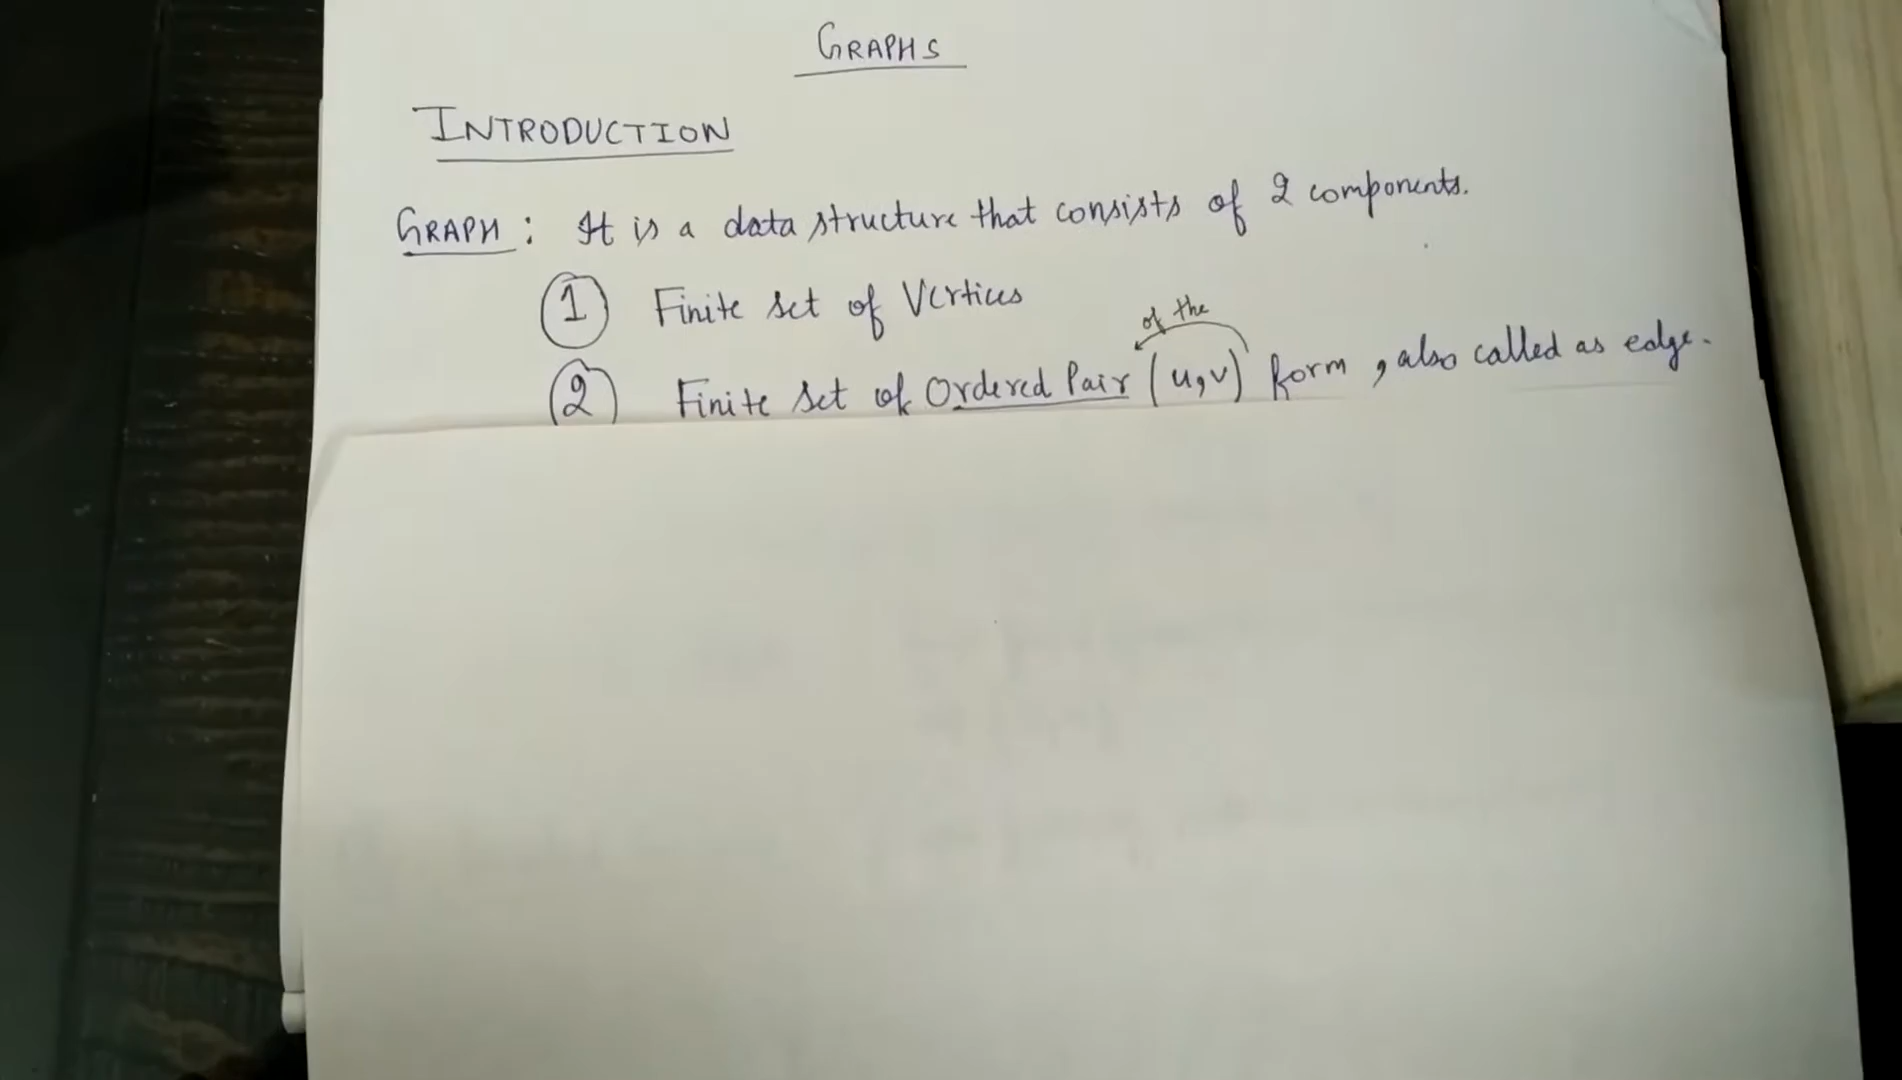 GRAPHS
INTRODUCTION
GRAPH : It is a data structure that consists of 2 components.
1 Finite set of Vertices
of the
2 Finite set of Ordered Pair (u,v) form , also called as edge.